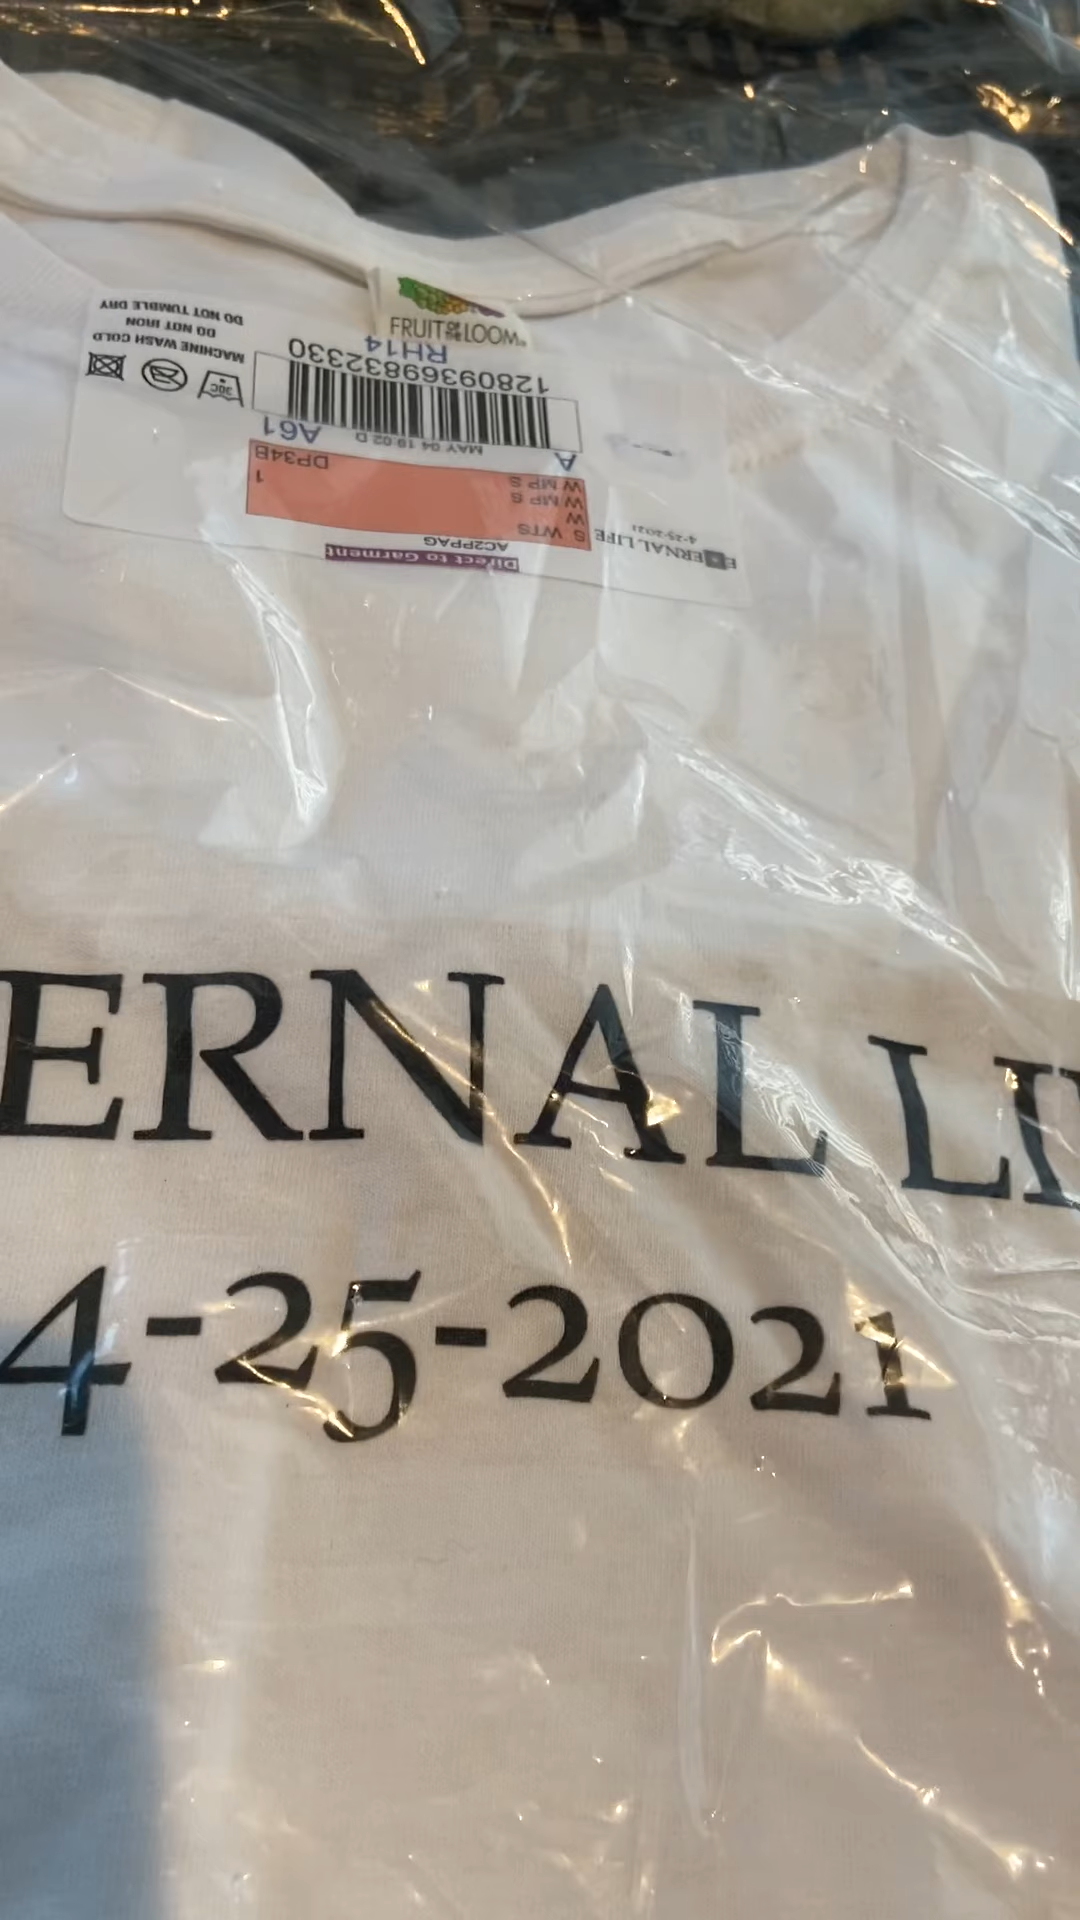 FRUIT OF THE LOOM
Direct to Garment
AC2PPAG
S WTS
W
W MP S
W MP S
1
DP34B
A
MAY 04 19 02 D
A61
128093669832330
RH14
MACHINE WASH COLD
DO NOT IRON
DO NOT TUMBLE DRY
30C
ERNAL LIFE
4-25-2021
ERNAL LI
4-25-2021